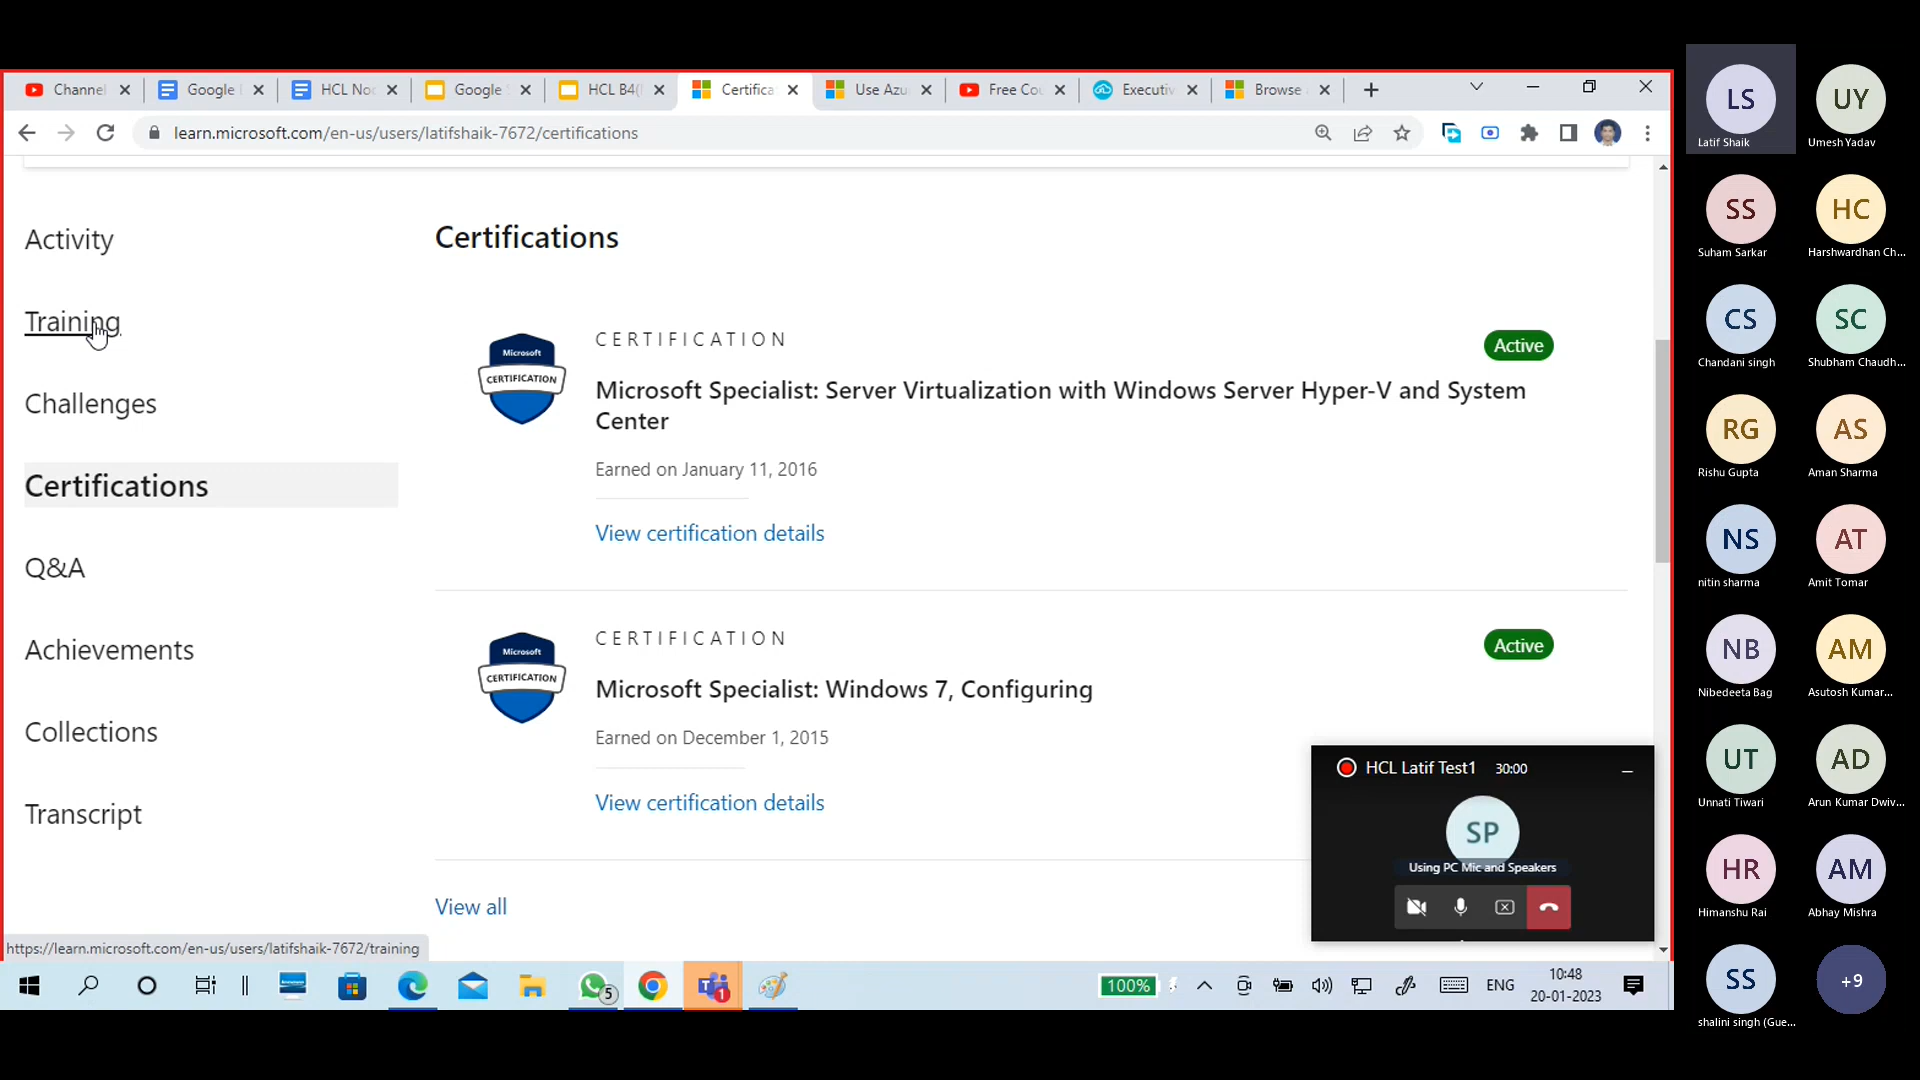 Channel
Google
HCL No
Google
HCL B4(
Certifica
Use Azu
Free Co
Executiv
Browse
learn.microsoft.com/en-us/users/latifshaik-7672/certifications
Activity
Training
Challenges
Certifications
Q&A
Achievements
Collections
Transcript
Certifications
Microsoft
CERTIFICATION
CERTIFICATION
Active
Microsoft Specialist: Server Virtualization with Windows Server Hyper-V and System
Center
Earned on January 11, 2016
View certification details
Microsoft
CERTIFICATION
CERTIFICATION
Active
Microsoft Specialist: Windows 7, Configuring
Earned on December 1, 2015
View certification details
View all
HCL Latif Test1 30:00
SP
Using PC Mic and Speakers
https://learn.microsoft.com/en-us/users/latifshaik-7672/training
5
1
100%
ENG
10:48
20-01-2023
LS
Latif Shaik
UY
Umesh Yadav
SS
Suham Sarkar
HC
Harshwardhan Ch...
CS
Chandani singh
SC
Shubham Chaudh...
RG
Rishu Gupta
AS
Aman Sharma
NS
nitin sharma
AT
Amit Tomar
NB
Nibedeeta Bag
AM
Asutosh Kumar...
UT
Unnati Tiwari
AD
Arun Kumar Dwiv...
HR
Himanshu Rai
AM
Abhay Mishra
SS
shalini singh (Gue...
+9